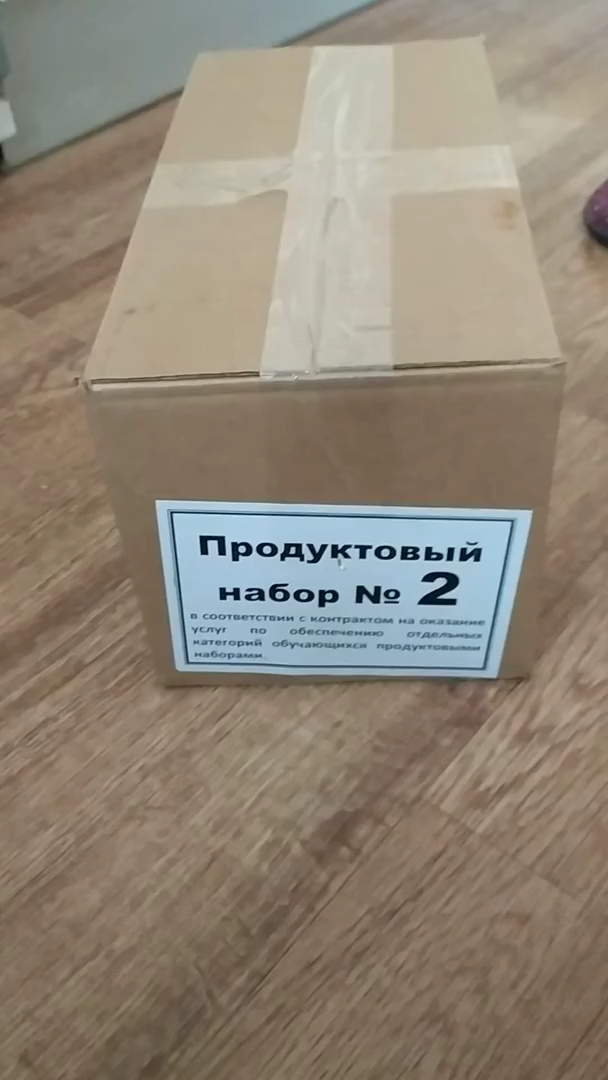 Продуктовый
набор № 2
в соответствии с контрактом на оказание
услуг по обеспечению отдельных
категорий обучающихся продуктовыми
наборами.